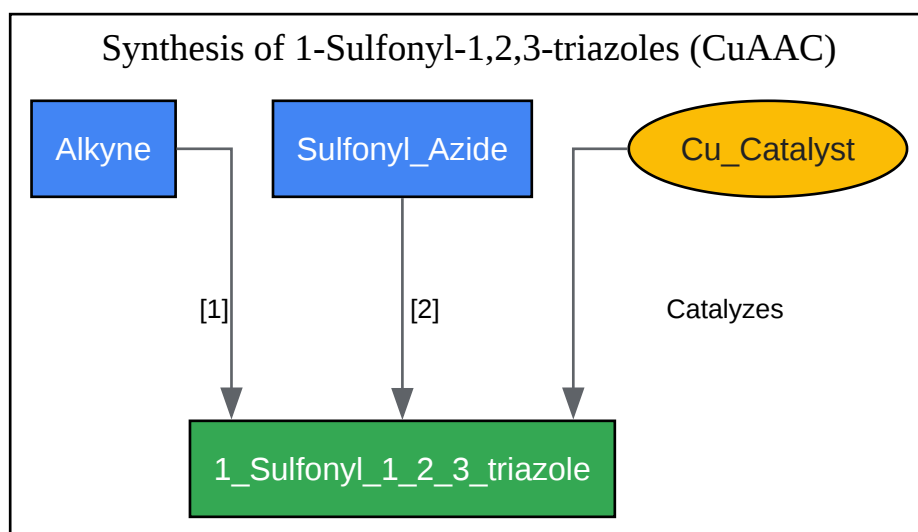 Synthesis of 1-Sulfonyl-1,2,3-triazoles (CuAAC)
Alkyne
Sulfonyl_Azide
Cu_Catalyst
[1]
[2]
Catalyzes
1_Sulfonyl_1_2_3_triazole